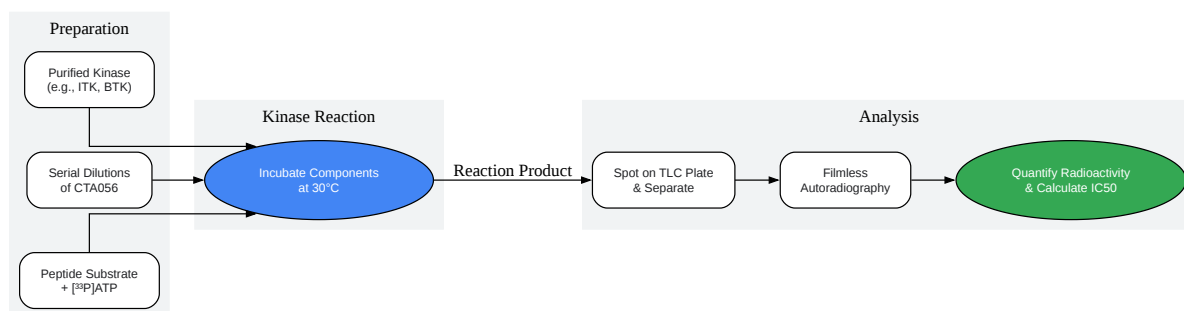 Preparation
Purified Kinase
(e.g., ITK, BTK)
Serial Dilutions
of CTA056
Peptide Substrate
+ [³³P]ATP
Kinase Reaction
Incubate Components
at 30°C
Reaction Product
Analysis
Spot on TLC Plate
& Separate
Filmless
Autoradiography
Quantify Radioactivity
& Calculate IC50